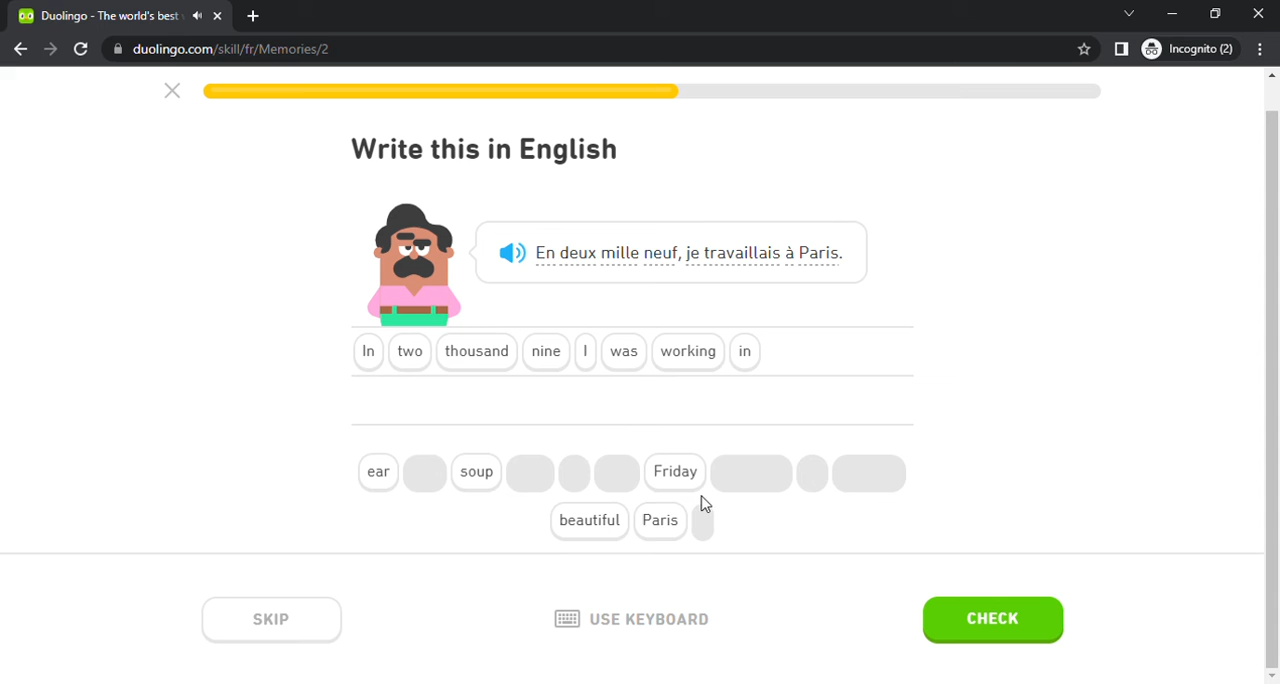 Duolingo - The world's best
duolingo.com/skill/fr/Memories/2
Incognito (2)
Write this in English
En deux mille neuf, je travaillais à Paris.
In two thousand nine I was working in
ear soup Friday
beautiful Paris
SKIP
USE KEYBOARD
CHECK